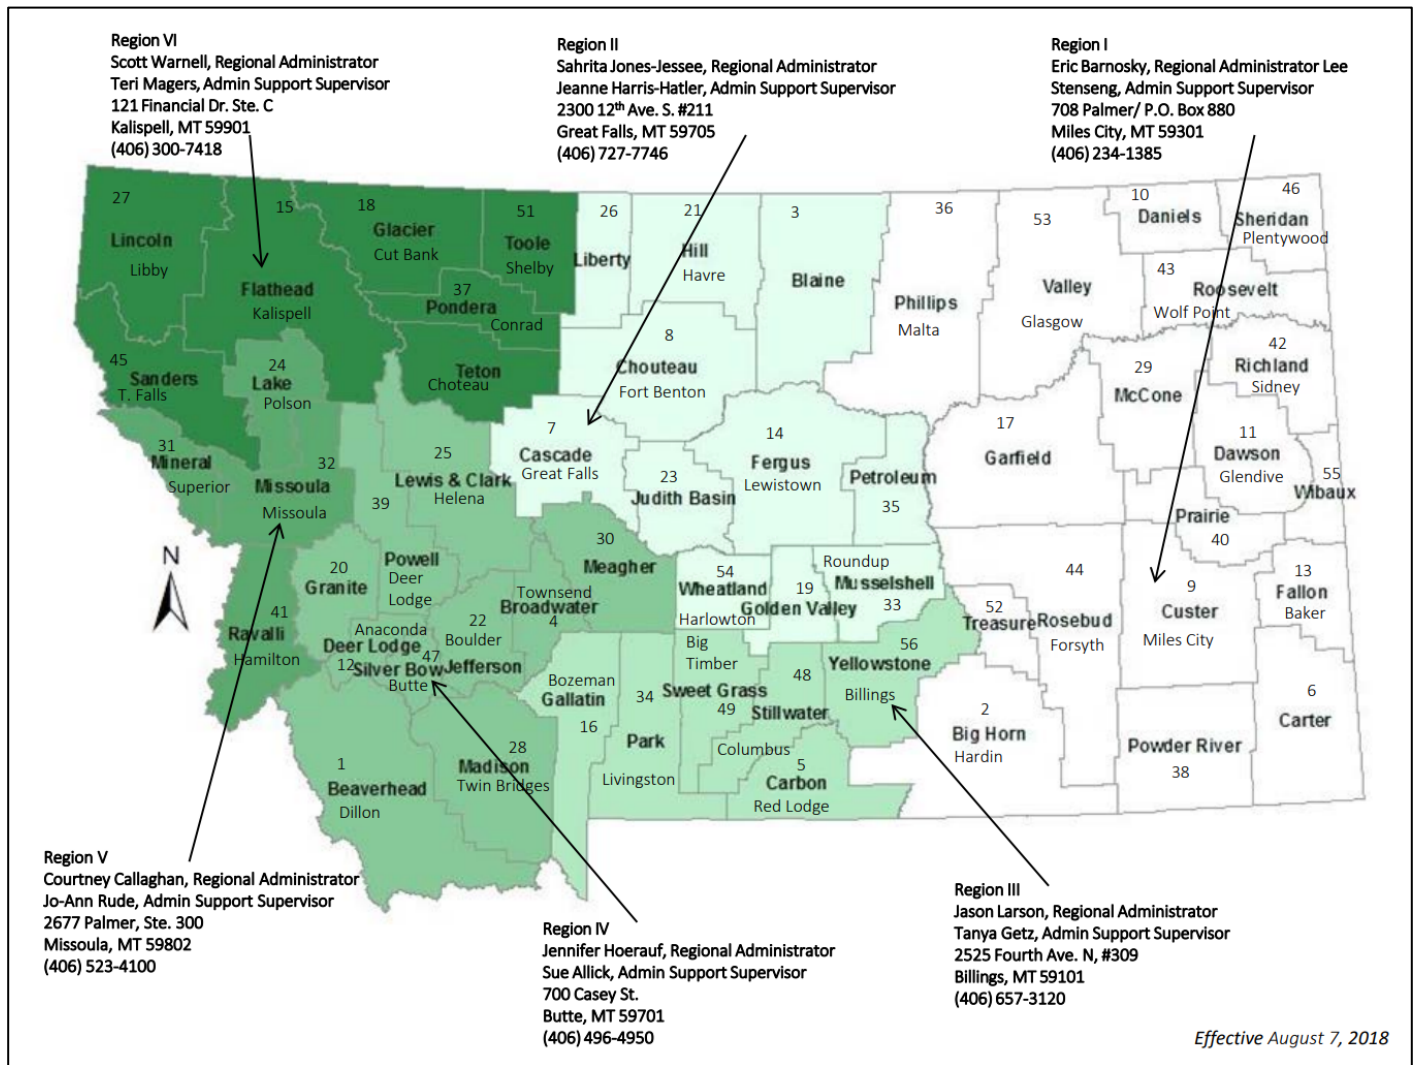 Region VI
Scott Warnell, Regional Administrator
Teri Magers, Admin Support Supervisor
121 Financial Dr. Ste. C
Kalispell, MT 59901
(406) 300-7418
Region II
Sahrita Jones-Jessee, Regional Administrator
Jeanne Harris-Hatler, Admin Support Supervisor
2300 12th Ave. S. #211
Great Falls, MT 59705
(406) 727-7746
Region I
Eric Barnosky, Regional Administrator Lee
Stenseng, Admin Support Supervisor
708 Palmer/ P.O. Box 880
Miles City, MT 59301
(406) 234-1385
27
Lincoln
Libby
15
Flathead
Kalispell
18
Glacier
Cut Bank
51
Toole
Shelby
37
Pondera
Conrad
Teton
Choteau
45
Sanders
T. Falls
24
Lake
Polson
26
Liberty
21
Hill
Havre
3
Blaine
8
Chouteau
Fort Benton
36
Phillips
Malta
53
Valley
Glasgow
10
Daniels
46
Sheridan
Plentywood
43
Roosevelt
Wolf Point
42
Richland
Sidney
29
McCone
11
Dawson
Glendive
55
Wibaux
17
Garfield
Prairie
40
31
Mineral
Superior
32
Missoula
Missoula
39
Powell
Deer
Lodge
25
Lewis & Clark
Helena
7
Cascade
Great Falls
23
Judith Basin
14
Fergus
Lewistown
Petroleum
35
N
20
Granite
41
Ravalli
Hamilton
Anaconda
Deer Lodge
12
47
Silver Bow
Butte
22
Boulder
Jefferson
Townsend
Broadwater
4
30
Meagher
54
Wheatland
Harlowton
19
Golden Valley
Roundup
Musselshell
33
52
Treasure
44
Rosebud
Forsyth
9
Custer
Miles City
13
Fallon
Baker
6
Carter
Powder River
38
2
Big Horn
Hardin
56
Yellowstone
Billings
48
Stillwater
Columbus
Big
Timber
Sweet Grass
49
5
Carbon
Red Lodge
34
Park
Livingston
Bozeman
Gallatin
16
28
Madison
Twin Bridges
1
Beaverhead
Dillon
Region V
Courtney Callaghan, Regional Administrator
Jo-Ann Rude, Admin Support Supervisor
2677 Palmer, Ste. 300
Missoula, MT 59802
(406) 523-4100
Region IV
Jennifer Hoerauf, Regional Administrator
Sue Allick, Admin Support Supervisor
700 Casey St.
Butte, MT 59701
(406) 496-4950
Region III
Jason Larson, Regional Administrator
Tanya Getz, Admin Support Supervisor
2525 Fourth Ave. N, #309
Billings, MT 59101
(406) 657-3120
Effective August 7, 2018